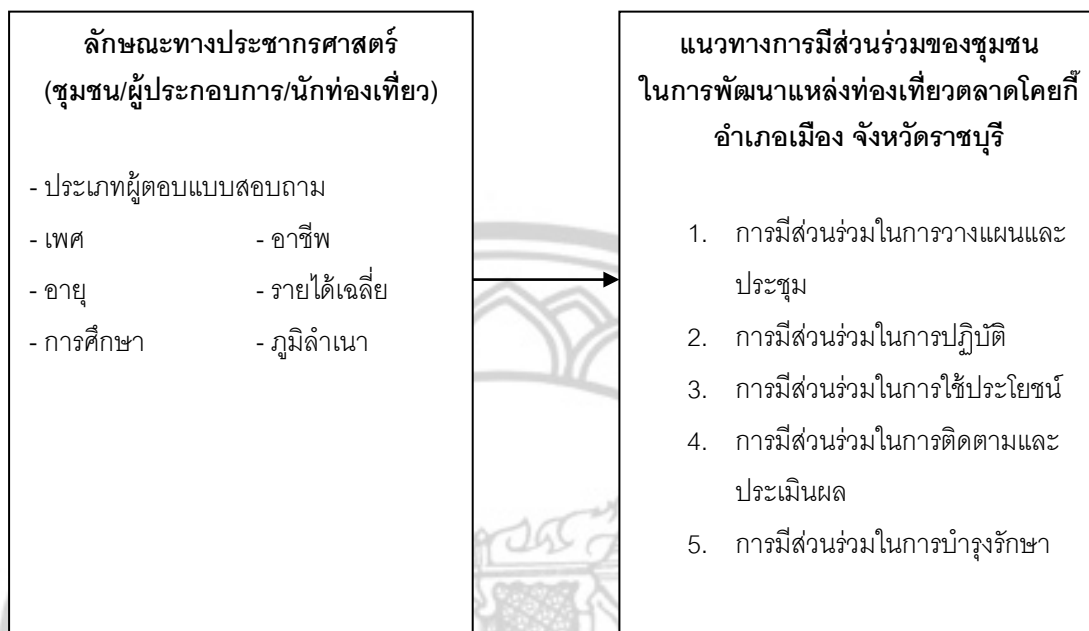 ลักษณะทางประชากรศาสตร์
(ชุมชน/ผู้ประกอบการ/นักท่องเที่ยว)
- ประเภทผู้ตอบแบบสอบถาม
- เพศ - อาชีพ
- อายุ - รายได้เฉลี่ย
- การศึกษา - ภูมิลำเนา
แนวทางการมีส่วนร่วมของชุมชน
ในการพัฒนาแหล่งท่องเที่ยวตลาดโคยกี๊
อำเภอเมือง จังหวัดราชบุรี
1. การมีส่วนร่วมในการวางแผนและ
ประชุม
2. การมีส่วนร่วมในการปฏิบัติ
3. การมีส่วนร่วมในการใช้ประโยชน์
4. การมีส่วนร่วมในการติดตามและ
ประเมินผล
5. การมีส่วนร่วมในการบำรุงรักษา